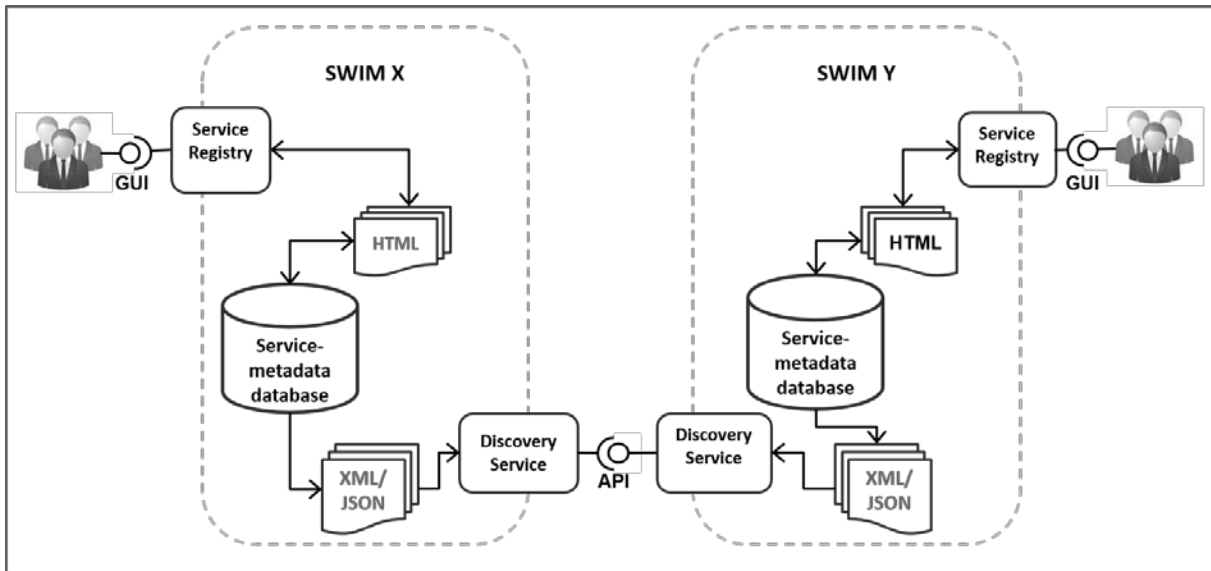 SWIM X
SWIM Y
Service
Registry
GUI
HTML
Service-
metadata
database
XML/
JSON
Discovery
Service
API
Discovery
Service
Service
Registry
GUI
HTML
Service-
metadata
database
XML/
JSON